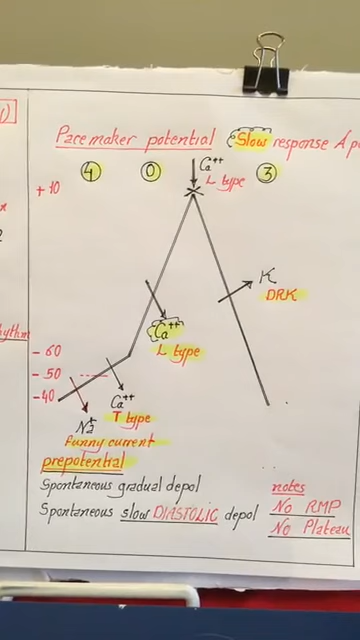 Pacemaker potential (Slow response A p
4 0 3
Ca++
L type
+10
K
DRK
Ca++
L type
- 60
- 50
- 40
Ca++
T type
Na+
funny current
prepotential
Spontaneous gradual depol
Spontaneous slow DIASTOLIC depol
notes
No RMP
No Plateau
hythm